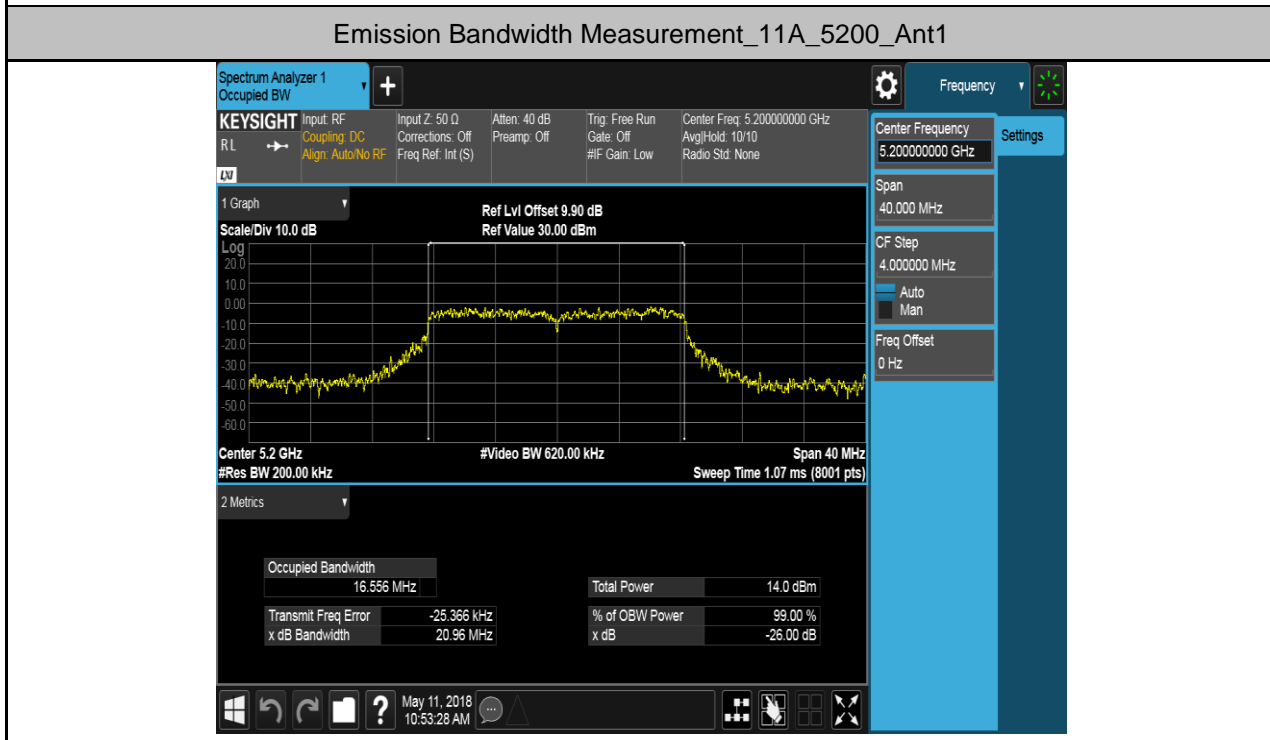 Emission Bandwidth Measurement_11A_5200_Ant1
Spectrum Analyzer 1
Occupied BW
+
Frequency
KEYSIGHT
RL
LXI
Input: RF
Coupling: DC
Align: Auto/No RF
Input Z: 50 Ω
Corrections: Off
Freq Ref: Int (S)
Atten: 40 dB
Preamp: Off
Trig: Free Run
Gate: Off
#IF Gain: Low
Center Freq: 5.200000000 GHz
Avg|Hold: 10/10
Radio Std: None
Center Frequency
5.200000000 GHz
Settings
Span
40.000 MHz
CF Step
4.000000 MHz
Auto
Man
Freq Offset
0 Hz
1 Graph
Scale/Div 10.0 dB
Ref Lvl Offset 9.90 dB
Ref Value 30.00 dBm
Log
20.0
10.0
0.00
-10.0
-20.0
-30.0
-40.0
-50.0
-60.0
Center 5.2 GHz
#Video BW 620.00 kHz
Span 40 MHz
#Res BW 200.00 kHz
Sweep Time 1.07 ms (8001 pts)
2 Metrics
Occupied Bandwidth
16.556 MHz
Total Power 14.0 dBm
Transmit Freq Error -25.366 kHz
% of OBW Power 99.00 %
x dB Bandwidth 20.96 MHz
x dB -26.00 dB
?
May 11, 2018
10:53:28 AM